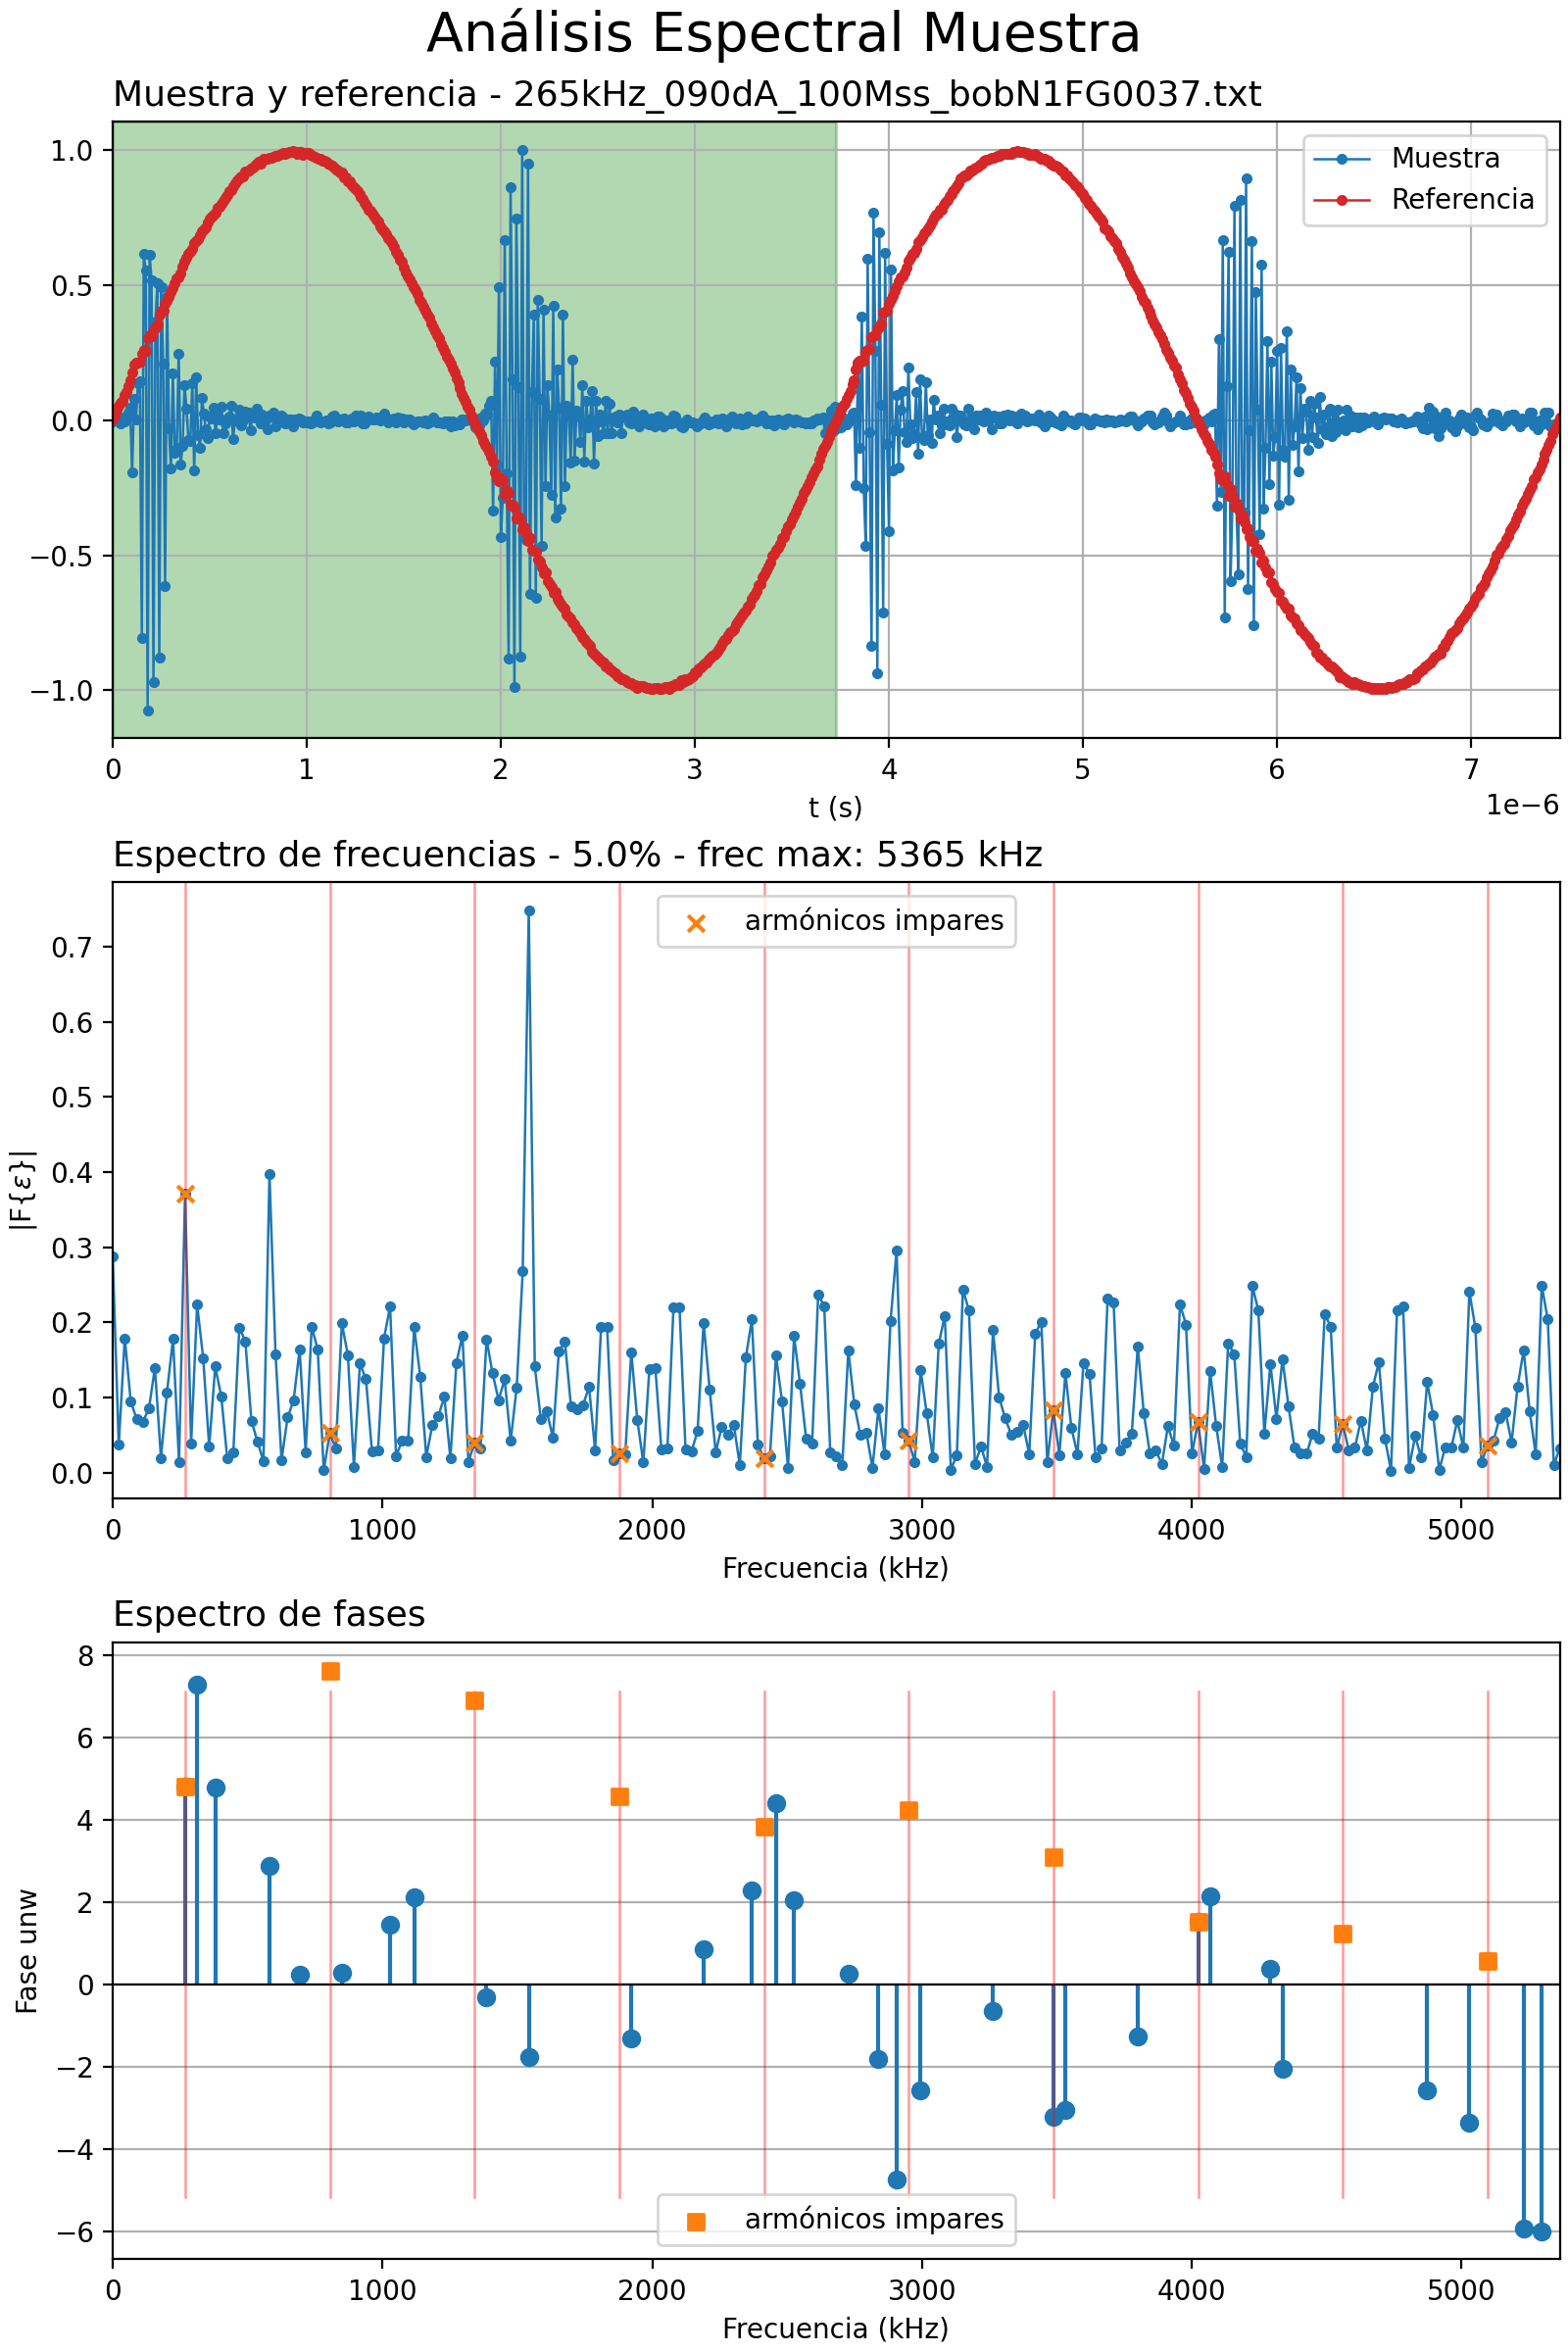 Análisis Espectral Muestra
Muestra y referencia - 265kHz_090dA_100Mss_bobN1FG0037.txt
1.0
0.5
0.0
−0.5
−1.0
Muestra
Referencia
0 1 2 3 4 5 6 7
t (s)
1e−6
Espectro de frecuencias - 5.0% - frec max: 5365 kHz
armónicos impares
0.7
0.6
0.5
0.4
0.3
0.2
0.1
0.0
|F{ε}|
0 1000 2000 3000 4000 5000
Frecuencia (kHz)
Espectro de fases
8
6
4
2
0
−2
−4
−6
Fase unw
armónicos impares
0 1000 2000 3000 4000 5000
Frecuencia (kHz)